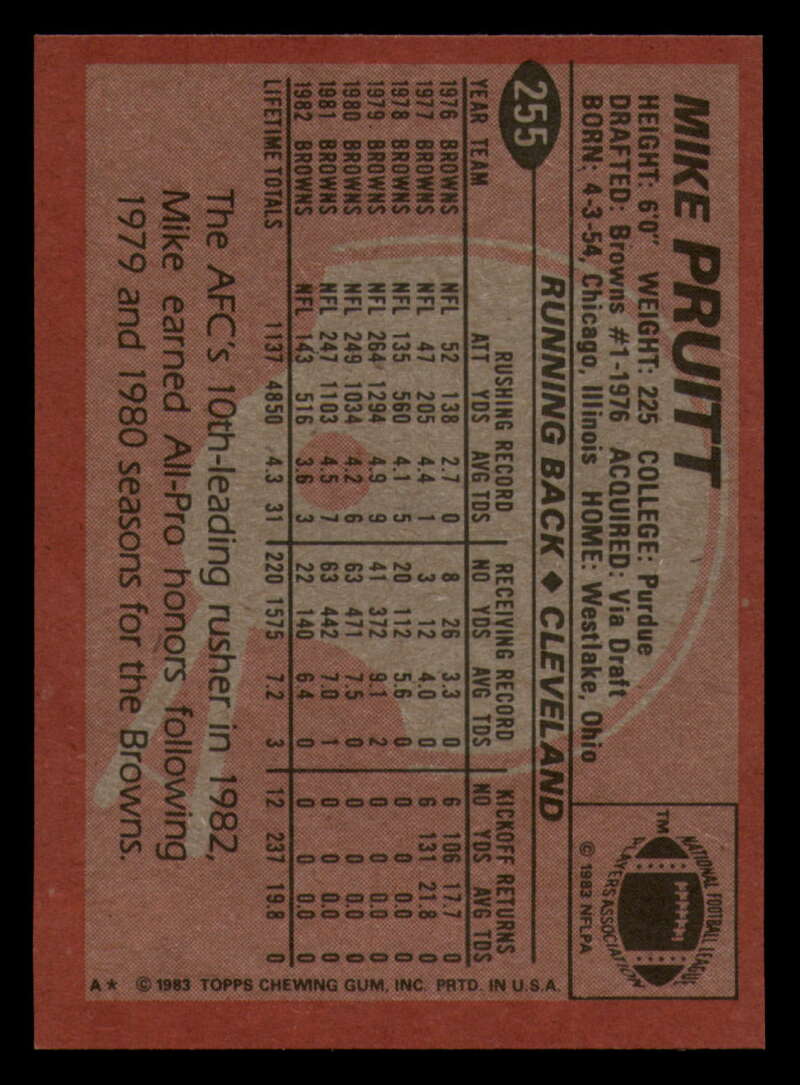 MIKE PRUITT
HEIGHT: 6'0" WEIGHT: 225 COLLEGE: Purdue
DRAFTED: Browns #1-1976 ACQUIRED: Via Draft
BORN: 4-3-54, Chicago, Illinois HOME: Westlake, Ohio
NATIONAL FOOTBALL LEAGUE
PLAYERS ASSOCIATION
TM
© 1983 NFLPA
255
RUNNING BACK ◆ CLEVELAND
RUSHING RECORD RECEIVING RECORD KICKOFF RETURNS
YEAR TEAM ATT YDS AVG TDS NO YDS AVG TDS NO YDS AVG TDS
1976 BROWNS NFL 52 138 2.7 0 8 26 3.3 0 6 106 17.7 0
1977 BROWNS NFL 47 205 4.4 1 3 12 4.0 0 6 131 21.8 0
1978 BROWNS NFL 135 560 4.1 5 20 112 5.6 0 0 0 0.0 0
1979 BROWNS NFL 264 1294 4.9 9 41 372 9.1 2 0 0 0.0 0
1980 BROWNS NFL 249 1034 4.2 6 63 471 7.5 0 0 0 0.0 0
1981 BROWNS NFL 247 1103 4.5 7 63 442 7.0 1 0 0 0.0 0
1982 BROWNS NFL 143 516 3.6 3 22 140 6.4 0 0 0 0.0 0
LIFETIME TOTALS 1137 4850 4.3 31 220 1575 7.2 3 12 237 19.8 0
The AFC's 10th-leading rusher in 1982,
Mike earned All-Pro honors following
1979 and 1980 seasons for the Browns.
A★ © 1983 TOPPS CHEWING GUM, INC. PRTD. IN U.S.A.